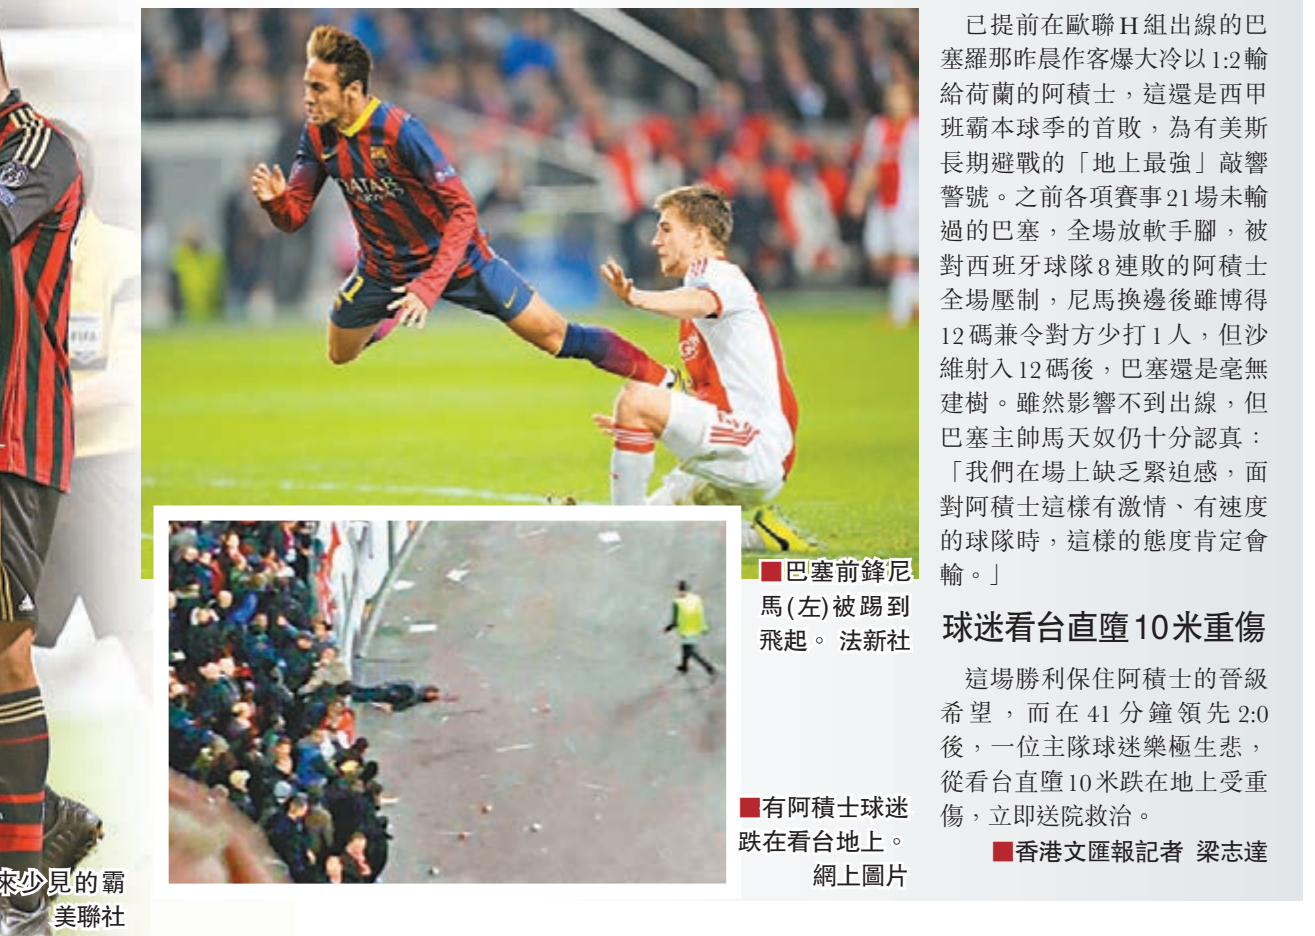 已提前在歐聯H組出線的巴
塞羅那昨晨作客爆大冷以1:2輸
給荷蘭的阿積士，這還是西甲
班霸本球季的首敗，為有美斯
長期避戰的「地上最強」敲響
警號。之前各項賽事21場未輸
過的巴塞，全場放軟手腳，被
對西班牙球隊8連敗的阿積士
全場壓制，尼馬換邊後雖博得
12碼兼令對方少打1人，但沙
維射入12碼後，巴塞還是毫無
建樹。雖然影響不到出線，但
巴塞主帥馬天奴仍十分認真：
「我們在場上缺乏緊迫感，面
對阿積士這樣有激情、有速度
的球隊時，這樣的態度肯定會
輸。」
球迷看台直墮10米重傷
這場勝利保住阿積士的晉級
希望，而在41分鐘領先2:0
後，一位主隊球迷樂極生悲，
從看台直墮10米跌在地上受重
傷，立即送院救治。
■香港文匯報記者 梁志達
■巴塞前鋒尼
馬(左)被踢到
飛起。 法新社
■有阿積士球迷
跌在看台地上。
網上圖片
來少見的霸
美聯社
QATAR
AIRWAYS
11
FIFA